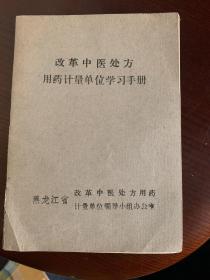 改革中医处方
用药计量单位学习手册
黑龙江省
改革中医处方用药
计量单位领导小组办公室